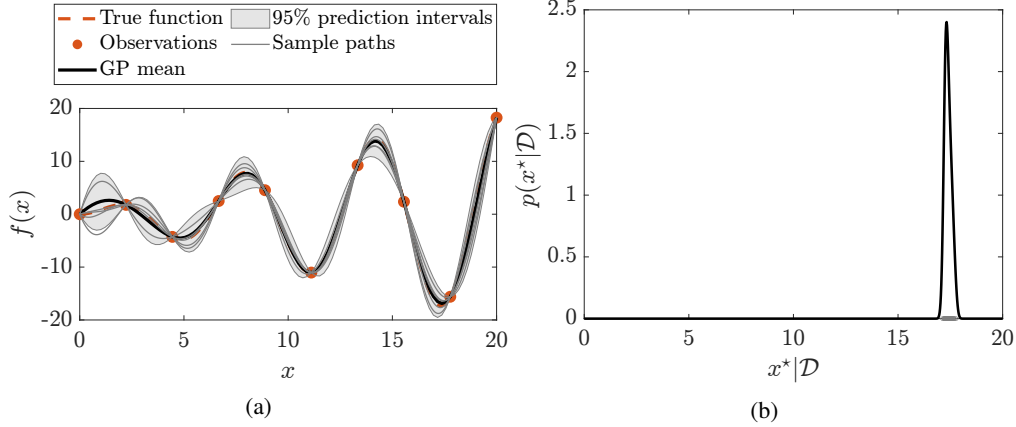 True function
95% prediction intervals
Observations
Sample paths
GP mean
20
10
0
-10
-20
f(x)
0
5
10
15
20
x
(a)
2.5
2
1.5
1
0.5
0
p(x⋆|𝒟)
0
5
10
15
20
x⋆|𝒟
(b)